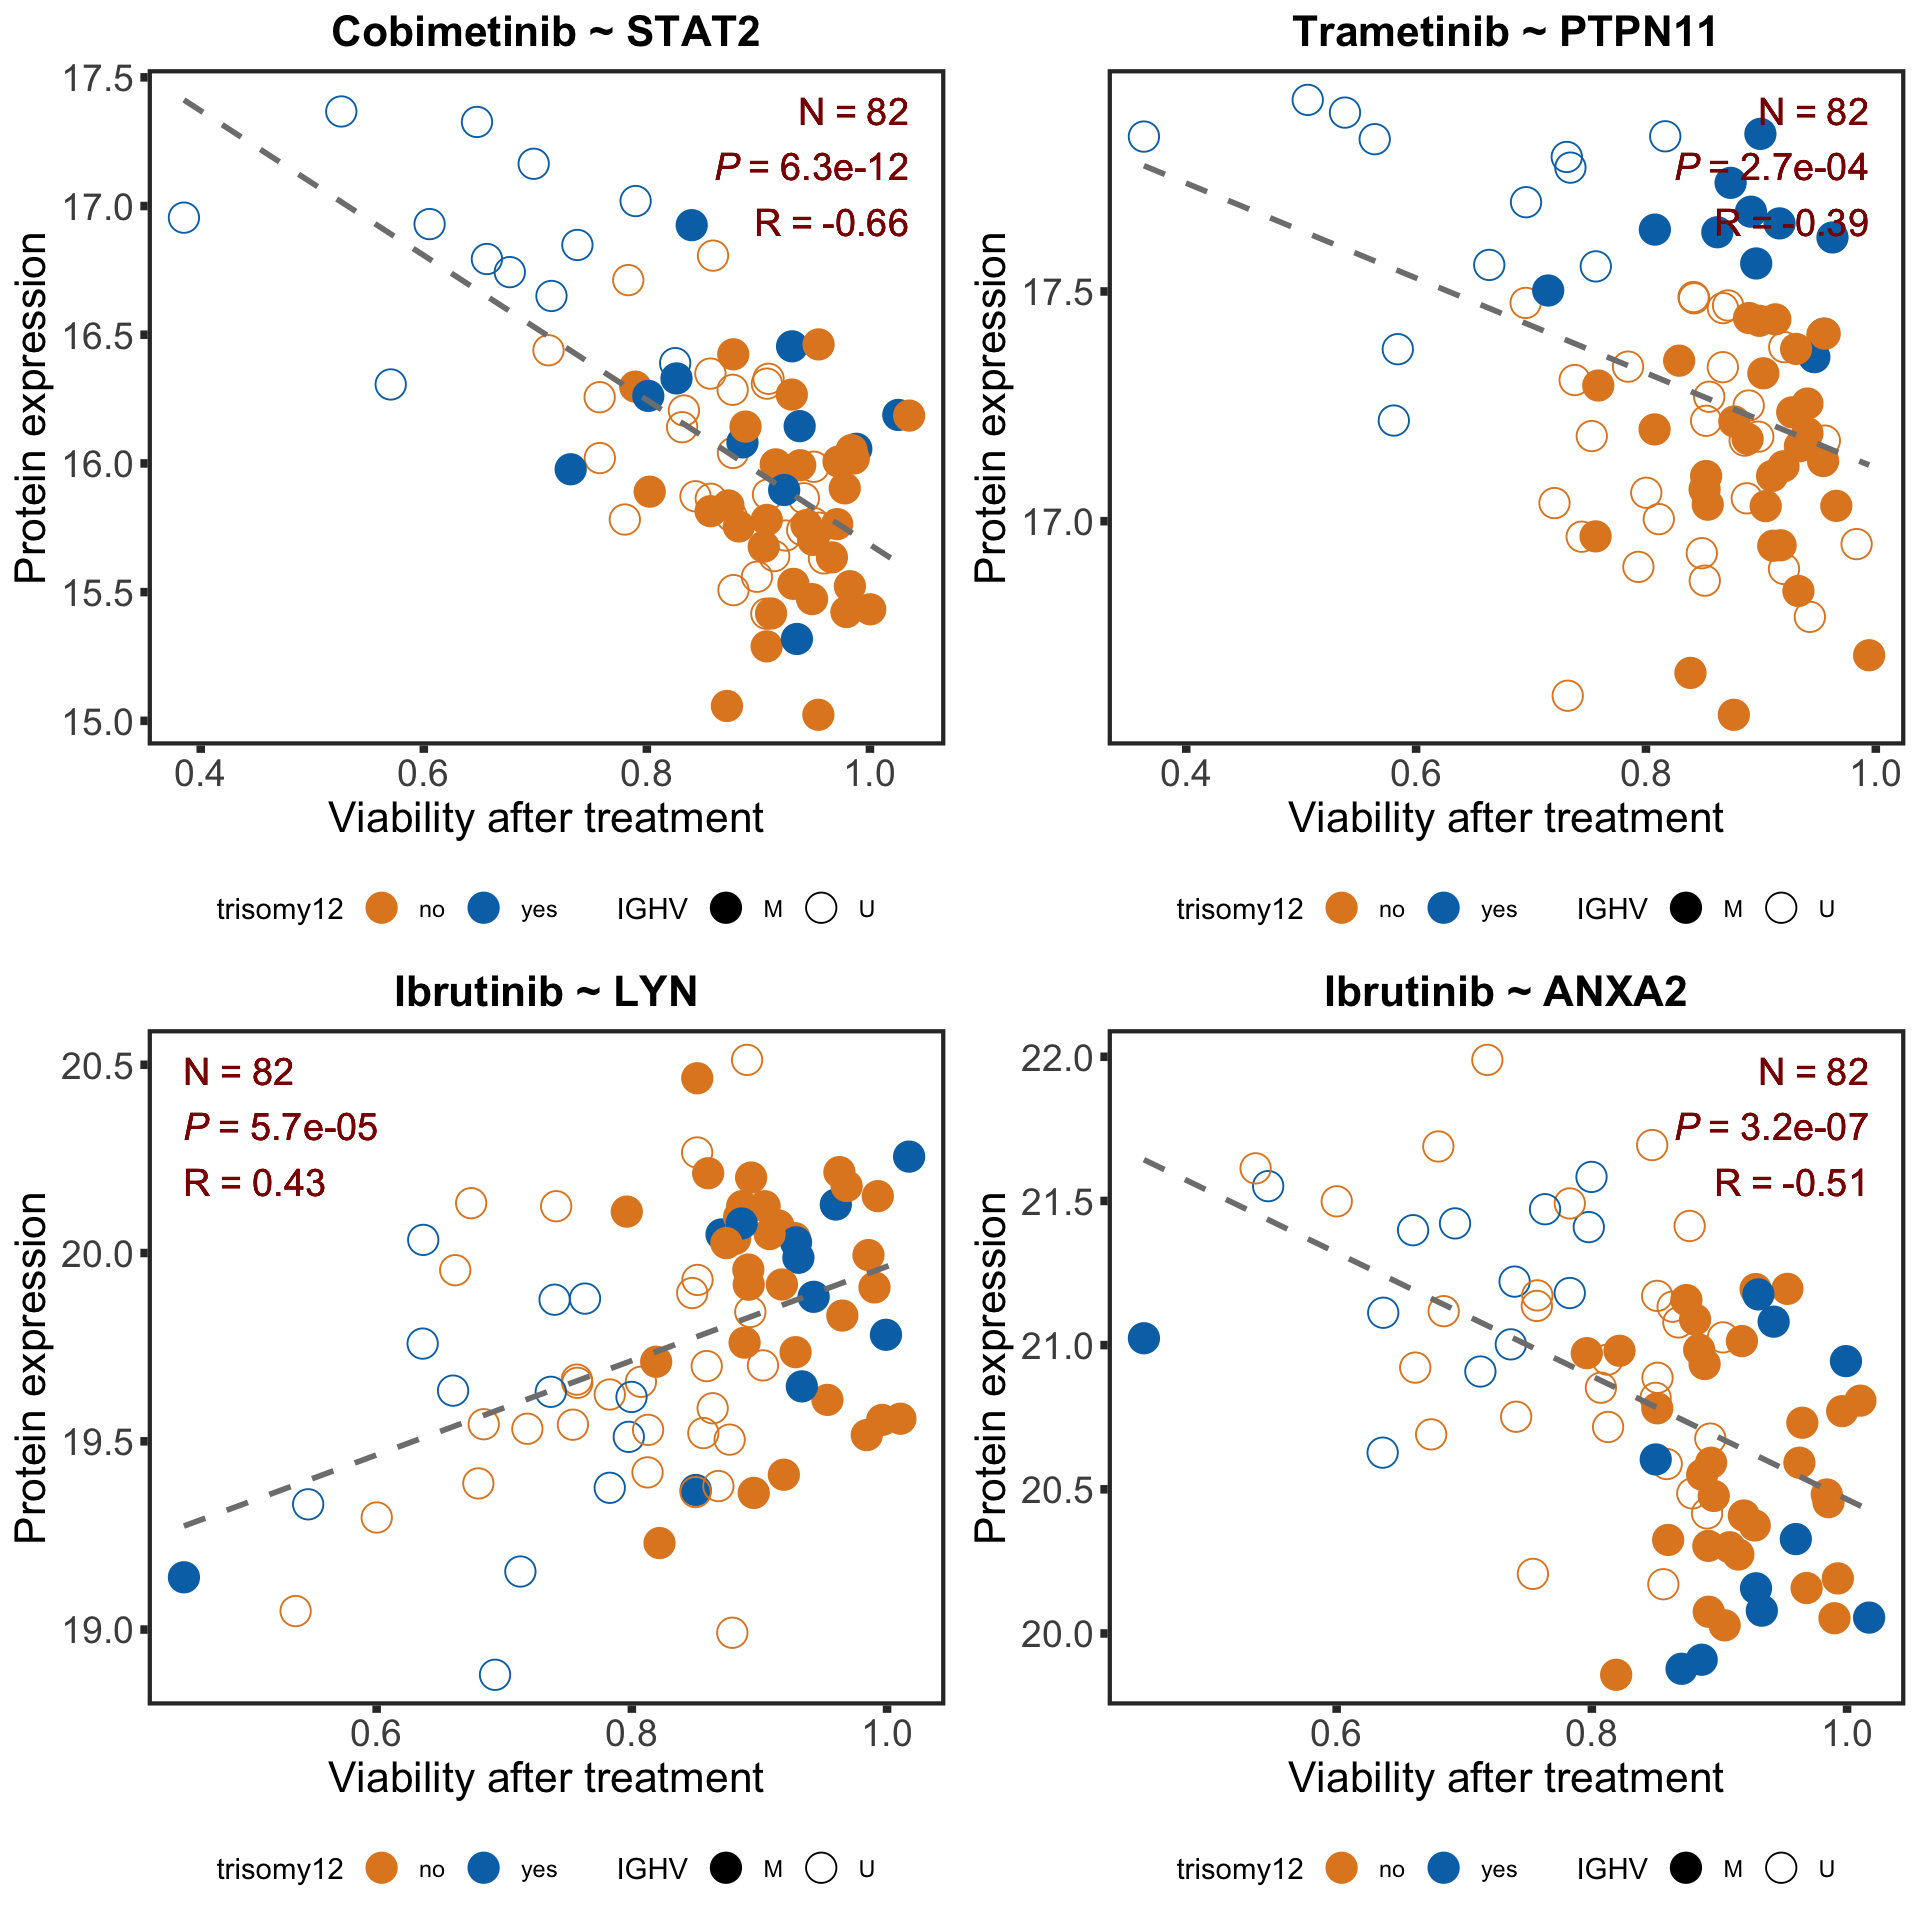 Cobimetinib ~ STAT2
17.5
17.0
16.5
16.0
15.5
15.0
Protein expression
N = 82
P = 6.3e-12
R = -0.66
0.4 0.6 0.8 1.0
Viability after treatment
trisomy12 no yes IGHV M U
Trametinib ~ PTPN11
17.5
17.0
Protein expression
N = 82
P = 2.7e-04
R = -0.39
0.4 0.6 0.8 1.0
Viability after treatment
trisomy12 no yes IGHV M U
Ibrutinib ~ LYN
20.5
20.0
19.5
19.0
Protein expression
N = 82
P = 5.7e-05
R = 0.43
0.6 0.8 1.0
Viability after treatment
trisomy12 no yes IGHV M U
Ibrutinib ~ ANXA2
22.0
21.5
21.0
20.5
20.0
Protein expression
N = 82
P = 3.2e-07
R = -0.51
0.6 0.8 1.0
Viability after treatment
trisomy12 no yes IGHV M U